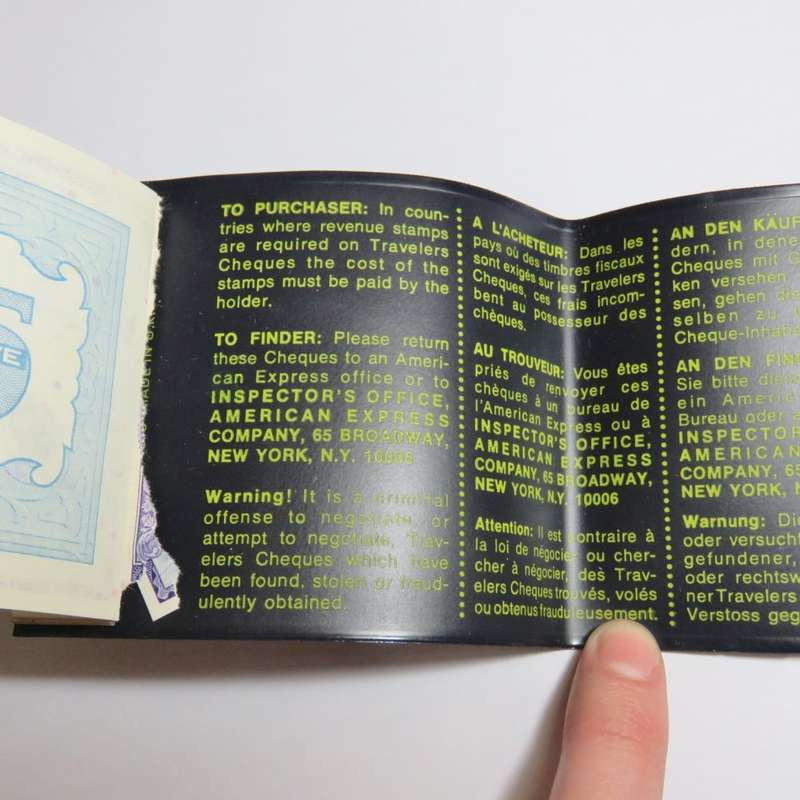 TO PURCHASER: In coun-
tries where revenue stamps
are required on Travelers
Cheques the cost of the
stamps must be paid by the
holder.
TO FINDER: Please return
these Cheques to an Ameri-
can Express office or to
INSPECTOR'S OFFICE,
AMERICAN EXPRESS
COMPANY, 65 BROADWAY,
NEW YORK, N.Y. 10006
Warning! It is a criminal
offense to negotiate or
attempt to negotiate, Trav-
elers Cheques which have
been found, stolen or fraud-
ulently obtained.
A L'ACHETEUR: Dans les
pays où des timbres fiscaux
sont exigés sur les Travelers
Cheques, ces frais incom-
bent au possesseur des
chèques.
AU TROUVEUR: Vous êtes
priés de renvoyer ces
chèques à un bureau de
l'American Express ou à
INSPECTOR'S OFFICE,
AMERICAN EXPRESS
COMPANY, 65 BROADWAY,
NEW YORK, N.Y. 10006
Attention: Il est contraire à
la loi de négocier ou cher-
cher à négocier, des Trav-
elers Cheques trouvés, volés
ou obtenus frauduleusement.
AN DEN KÄUF
dern, in dene
Cheques mit G
ken versehen
sen, gehen die
selben zu
Cheque-Inhab
AN DEN FIND
Sie bitte dies
ein Americ
Bureau oder a
INSPECTOR
AMERICAN
COMPANY, 65
NEW YORK, N
Warnung: Di
oder versucht
gefundener,
oder rechtsw
ner Travelers
Verstoss geg